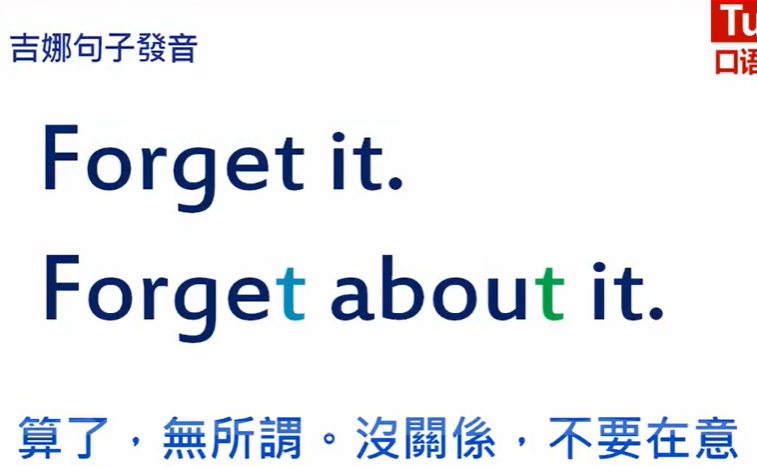 吉娜句子發音
Tu
口语
Forget it.
Forget about it.
算了，無所謂。沒關係，不要在意